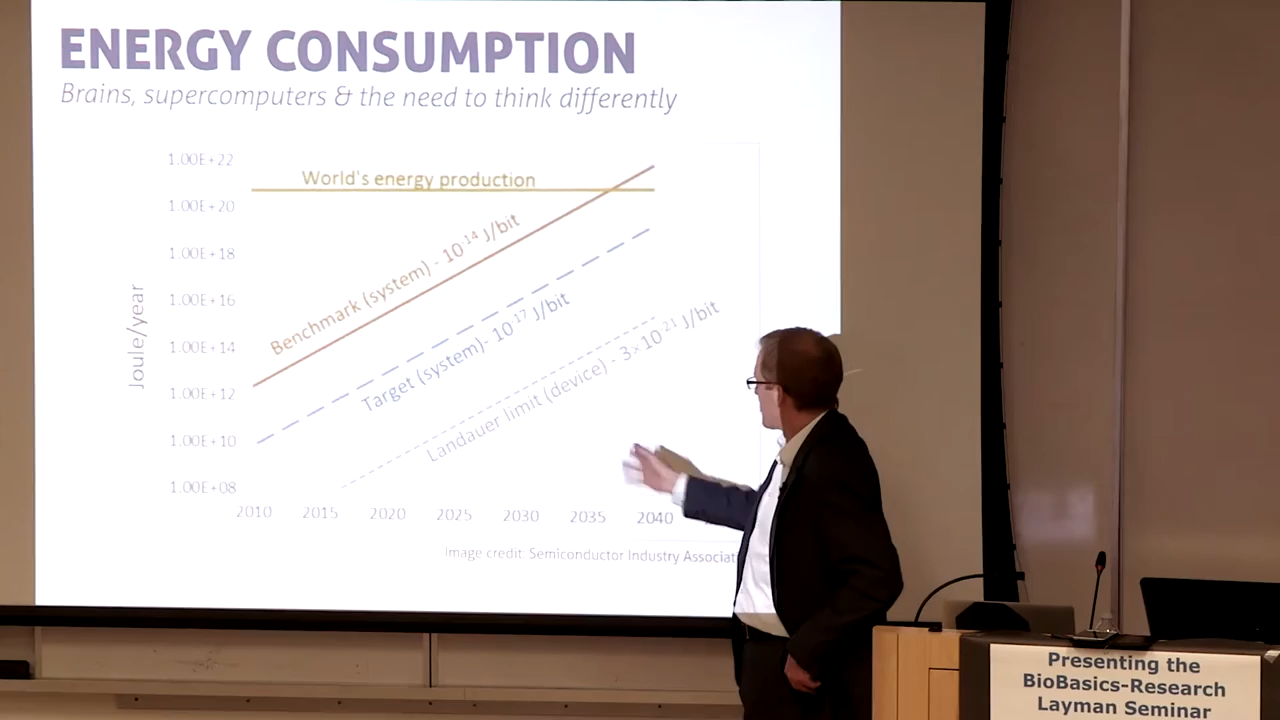 ENERGY CONSUMPTION
Brains, supercomputers & the need to think differently
1.00E+22
World's energy production
1.00E+20
1.00E+18
1.00E+16
1.00E+14
1.00E+12
1.00E+10
1.00E+08
Joule/year
Benchmark (system) - 10⁻¹⁴ J/bit
Target (system)- 10⁻¹⁷ J/bit
Landauer limit (device) - 3×10⁻²¹ J/bit
2010 2015 2020 2025 2030 2035 2040
Image credit: Semiconductor Industry
Presenting the
BioBasics-Research
Layman Seminar